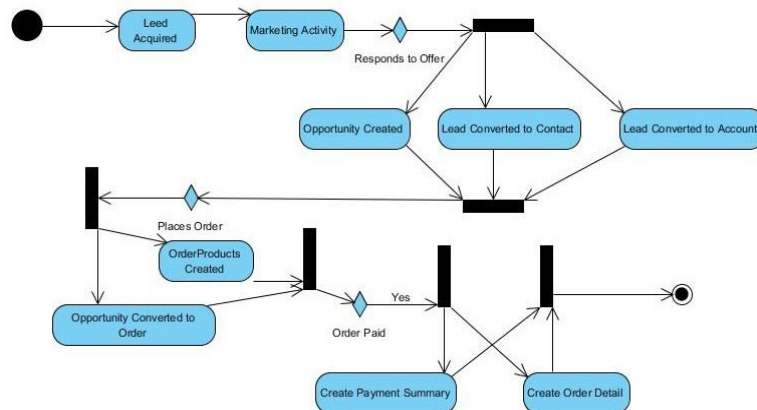 Leed
Acquired
Marketing Activity
Responds to Offer
Opportunity Created
Lead Converted to Contact
Lead Converted to Account
Places Order
OrderProducts
Created
Opportunity Converted to
Order
Yes
Order Paid
Create Payment Summary
Create Order Detail